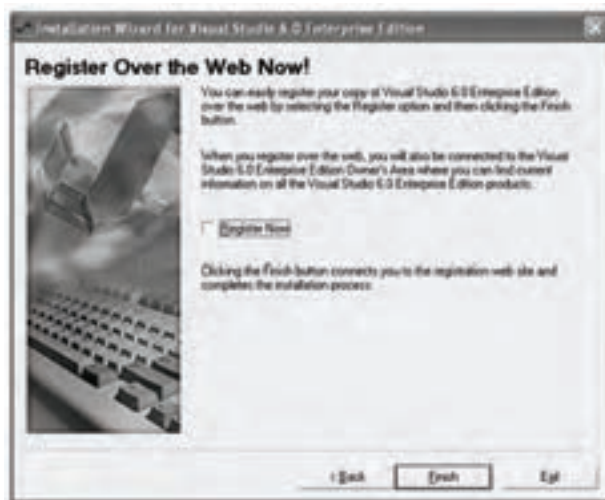 Installation Wizard for Visual Studio 6.0 Enterprise Edition
Register Over the Web Now!
You can easily register your copy of Visual Studio 6.0 Enterprise Edition
over the web by selecting the Register option and then clicking the Finish
button.
When you register over the web, you will also be connected to the Visual
Studio 6.0 Enterprise Edition Owner's Area where you can find current
information on all the Visual Studio 6.0 Enterprise Edition products.
Register Now
Clicking the Finish button connects you to the registration web site and
completes the installation process.
< Back
Finish
Exit